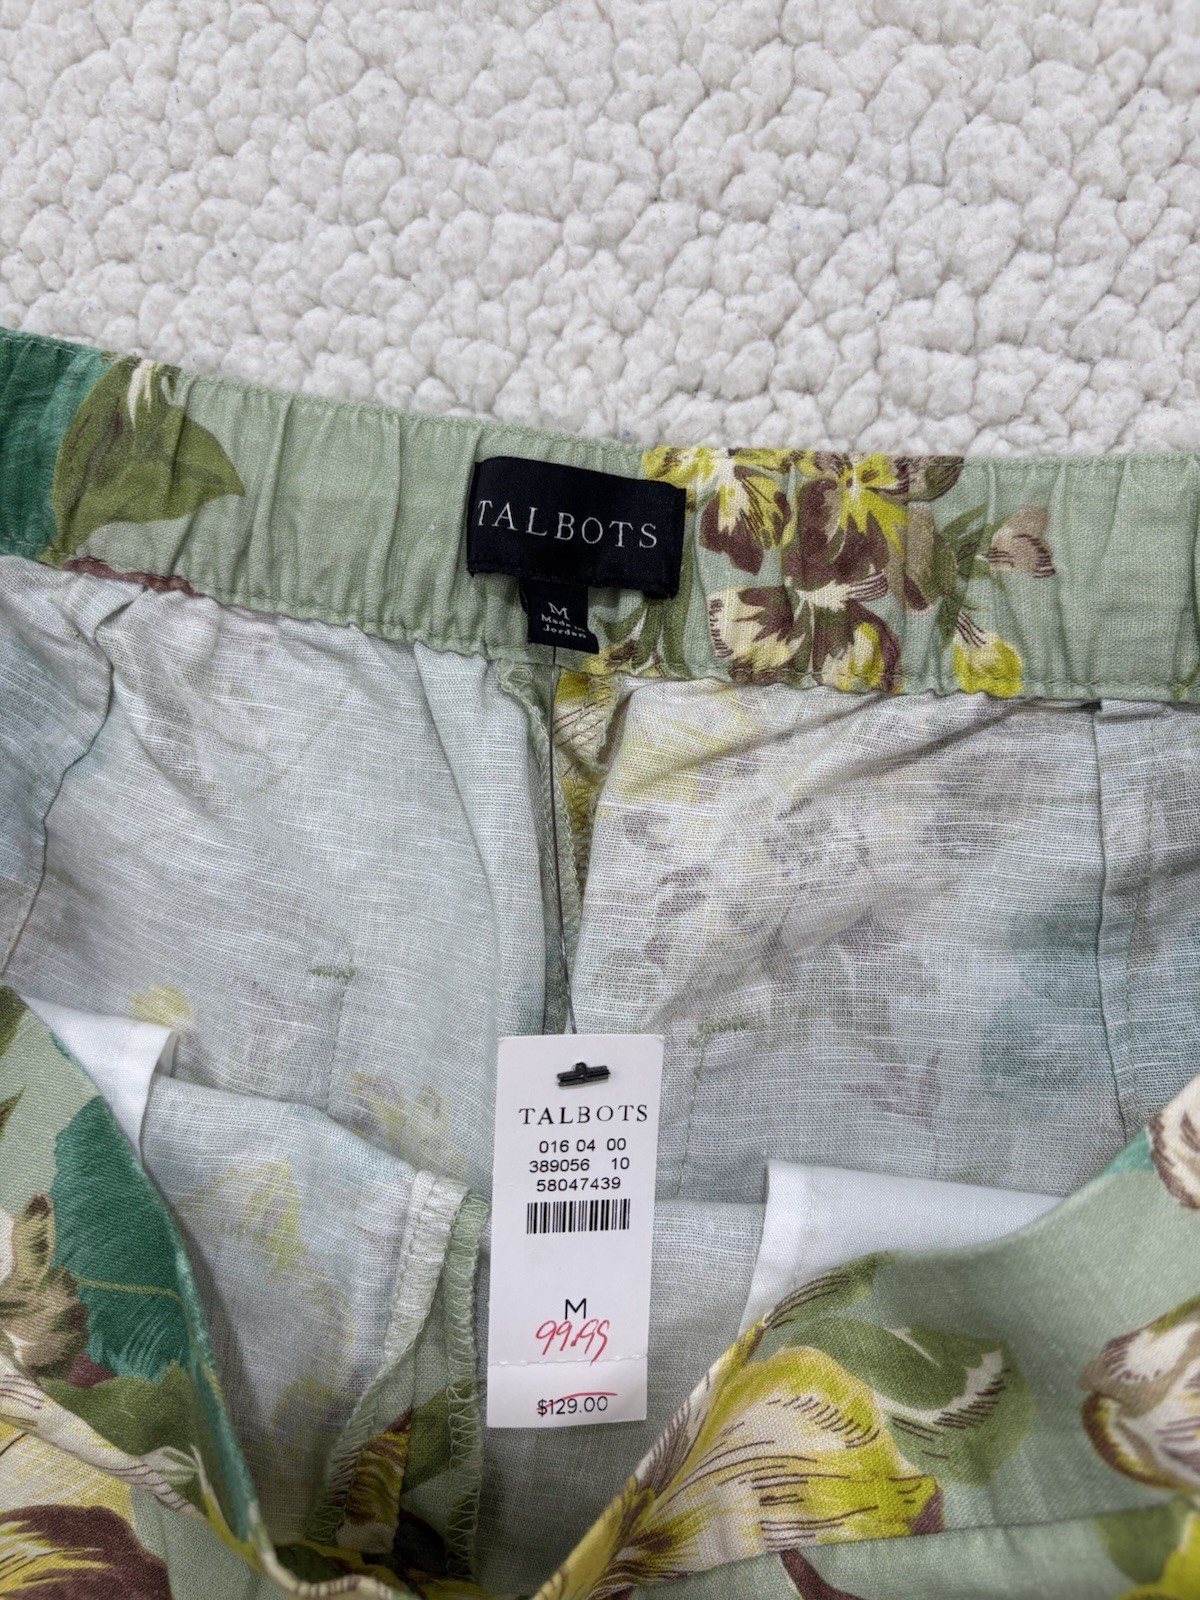 TALBOTS
M
Made in
Jordan
TALBOTS
016 04 00
389056 10
58047439
M
99.99
$129.00